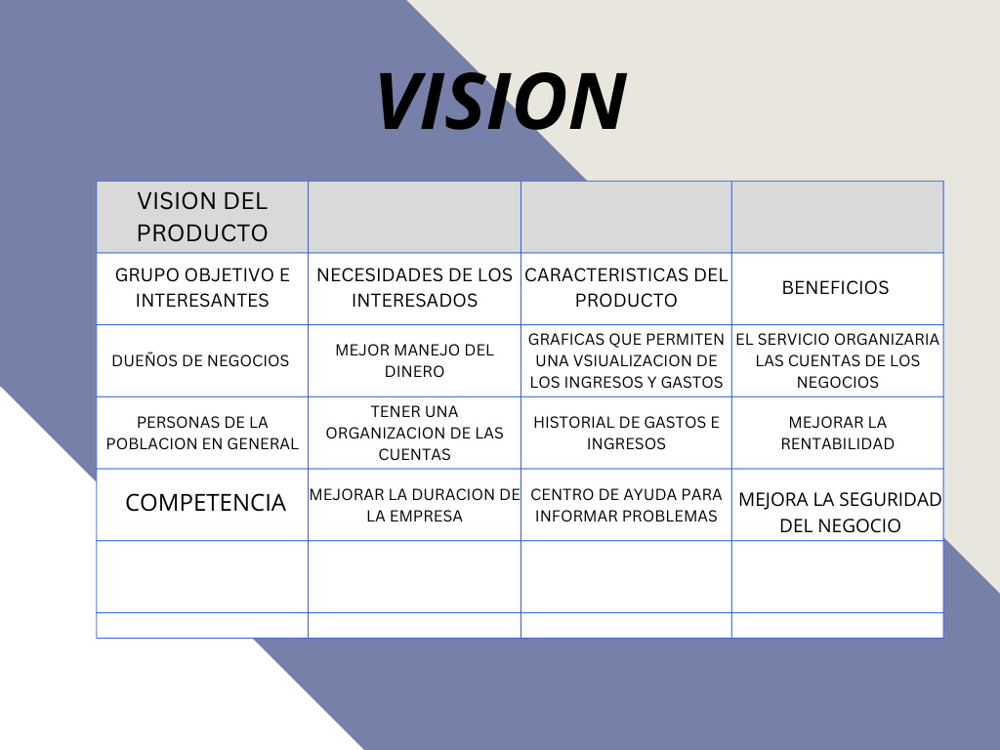 VISION
VISION DEL
PRODUCTO
GRUPO OBJETIVO E
INTERESANTES
NECESIDADES DE LOS
INTERESADOS
CARACTERISTICAS DEL
PRODUCTO
BENEFICIOS
DUEÑOS DE NEGOCIOS
MEJOR MANEJO DEL
DINERO
GRAFICAS QUE PERMITEN
UNA VSIUALIZACION DE
LOS INGRESOS Y GASTOS
EL SERVICIO ORGANIZARIA
LAS CUENTAS DE LOS
NEGOCIOS
PERSONAS DE LA
POBLACION EN GENERAL
TENER UNA
ORGANIZACION DE LAS
CUENTAS
HISTORIAL DE GASTOS E
INGRESOS
MEJORAR LA
RENTABILIDAD
COMPETENCIA
MEJORAR LA DURACION DE
LA EMPRESA
CENTRO DE AYUDA PARA
INFORMAR PROBLEMAS
MEJORA LA SEGURIDAD
DEL NEGOCIO